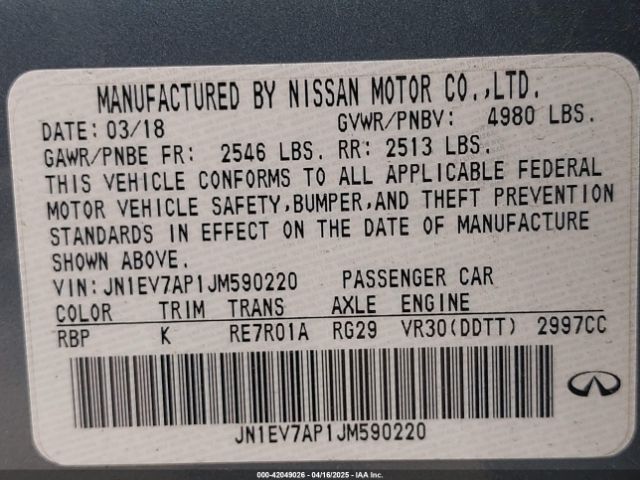 MANUFACTURED BY NISSAN MOTOR CO.,LTD.
DATE: 03/18 GVWR/PNBV: 4980 LBS.
GAWR/PNBE FR: 2546 LBS. RR: 2513 LBS.
THIS VEHICLE CONFORMS TO ALL APPLICABLE FEDERAL
MOTOR VEHICLE SAFETY,BUMPER,AND THEFT PREVENTION
STANDARDS IN EFFECT ON THE DATE OF MANUFACTURE
SHOWN ABOVE.
VIN: JN1EV7AP1JM590220 PASSENGER CAR
COLOR TRIM TRANS AXLE ENGINE
RBP K RE7R01A RG29 VR30(DDTT) 2997CC
JN1EV7AP1JM590220
000-42049026 - 04/16/2025 - IAAI.COM